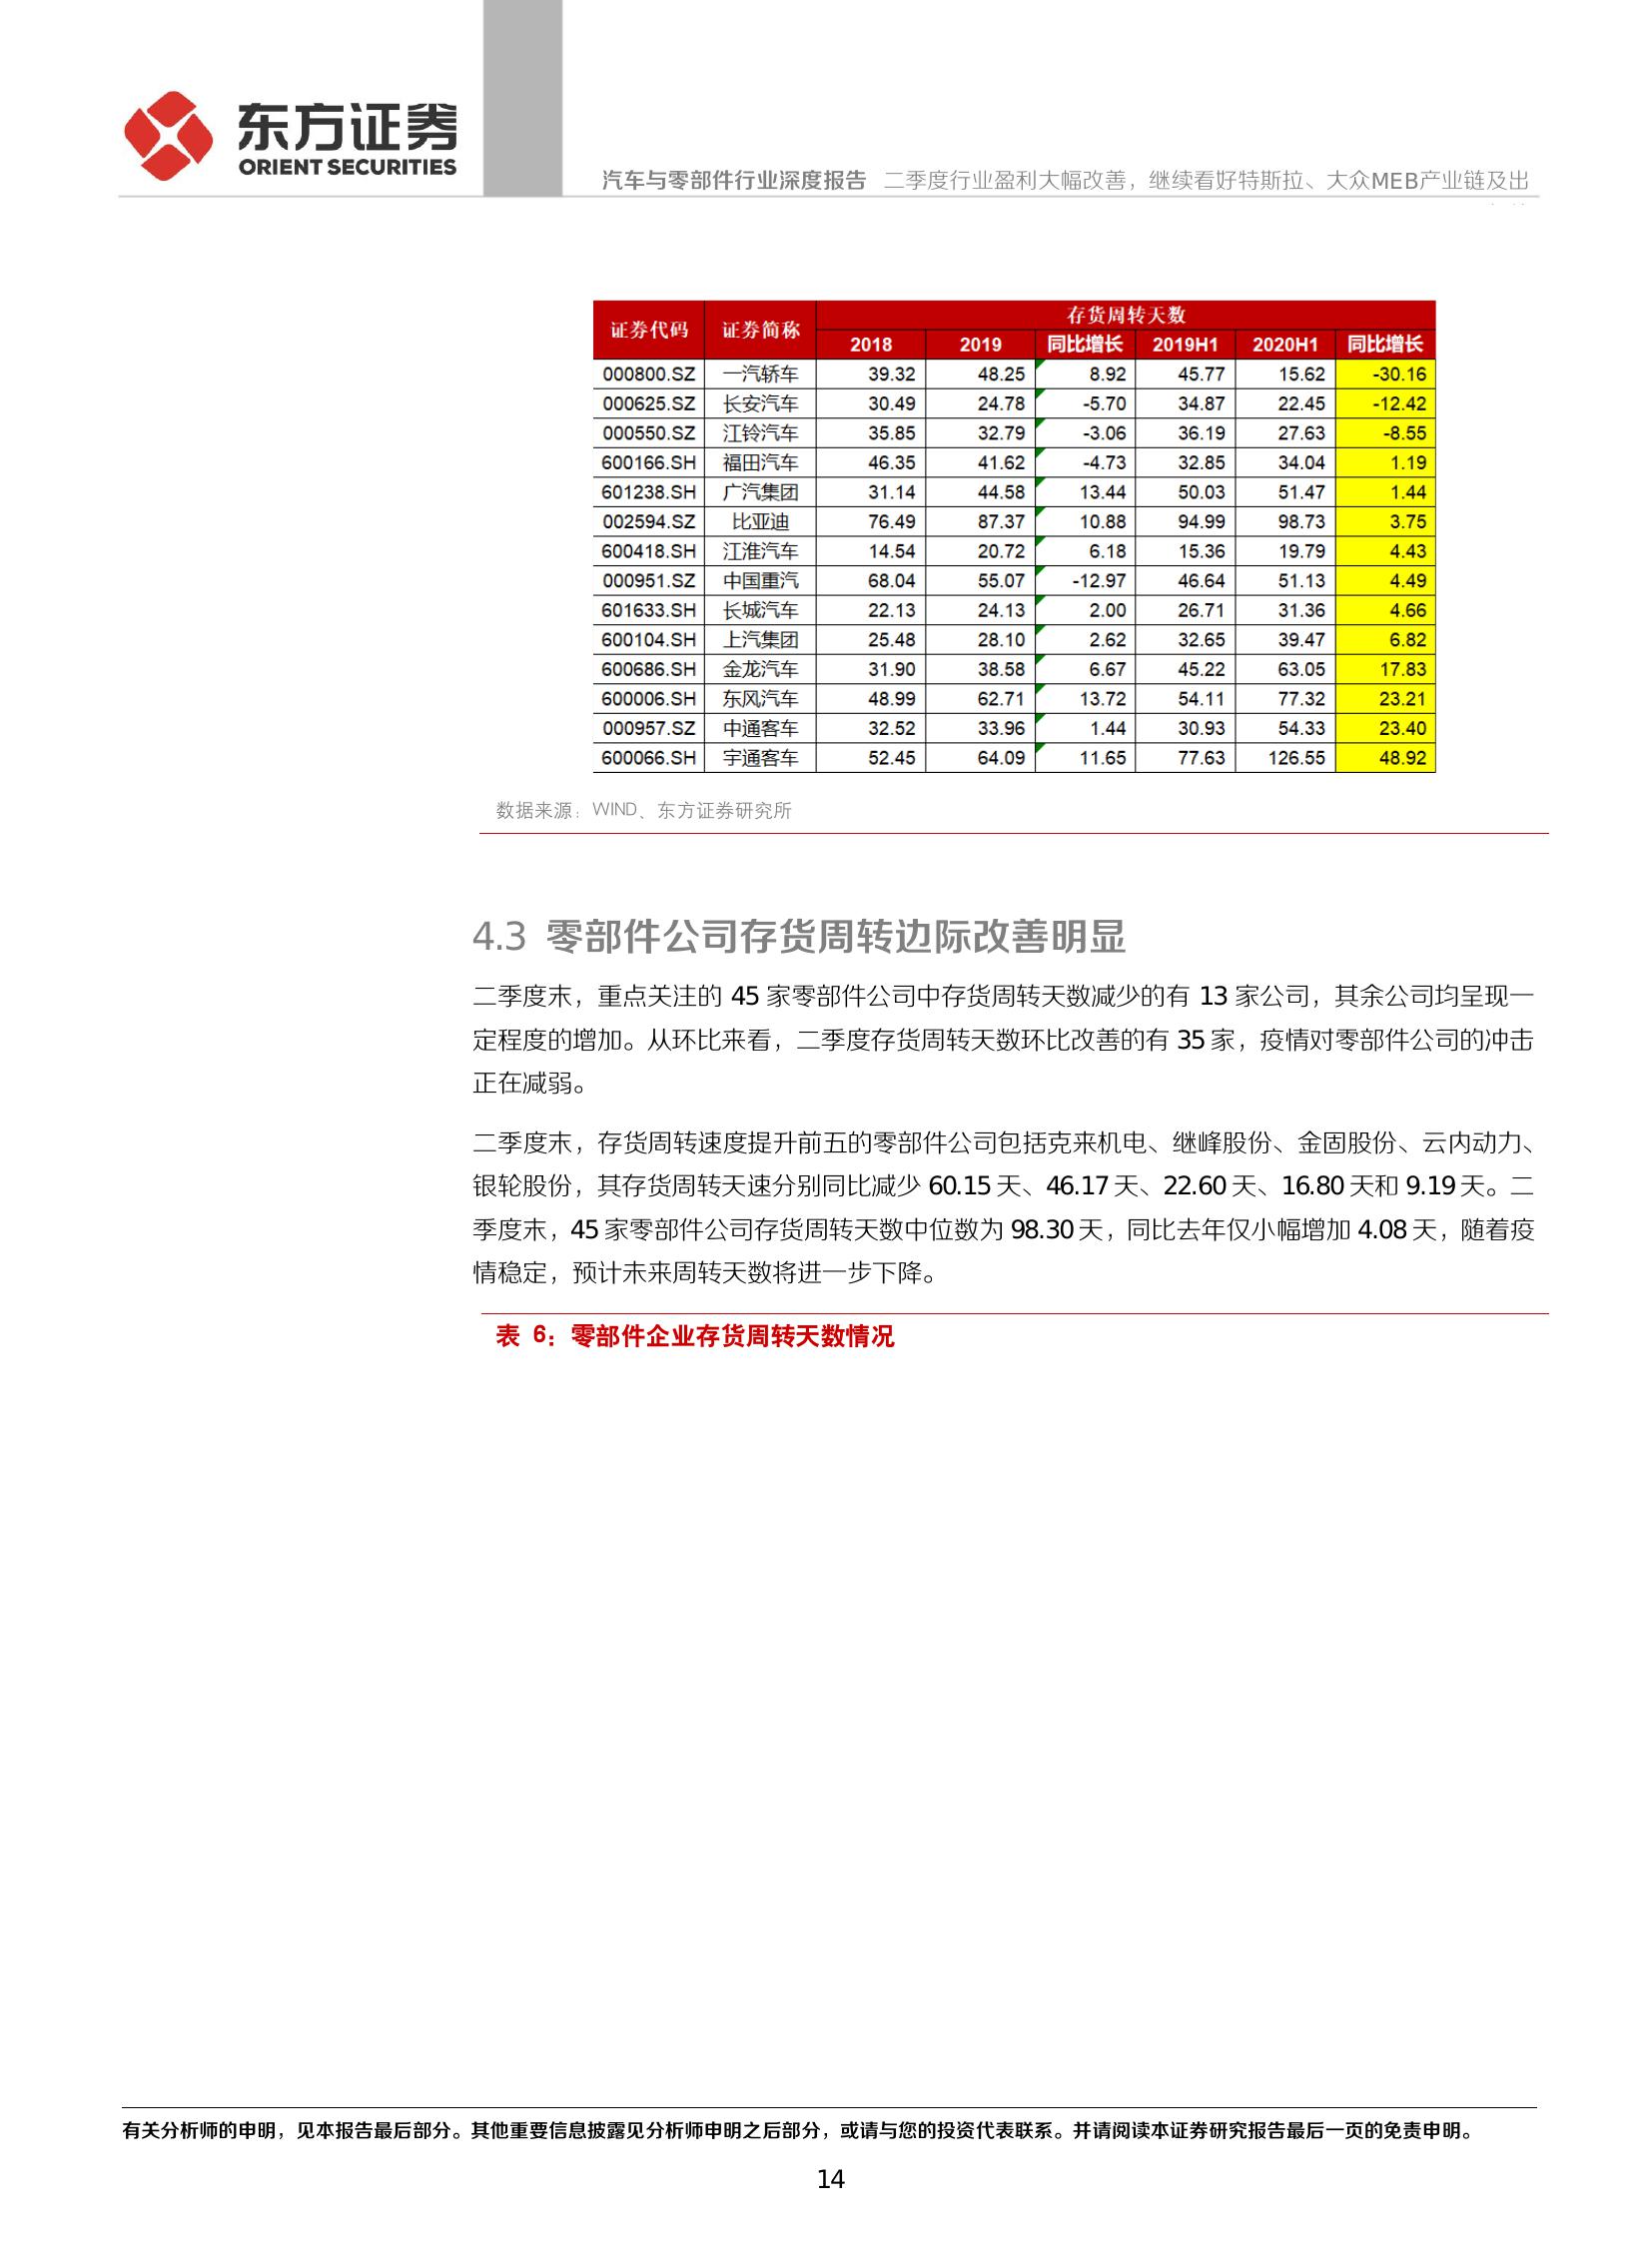 东方证券
ORIENT SECURITIES
汽车与零部件行业深度报告 二季度行业盈利大幅改善，继续看好特斯拉、大众MEB产业链及出
证券代码 证券简称 存货周转天数
2018 2019 同比增长 2019H1 2020H1 同比增长
000800.SZ 一汽轿车 39.32 48.25 8.92 45.77 15.62 -30.16
000625.SZ 长安汽车 30.49 24.78 -5.70 34.87 22.45 -12.42
000550.SZ 江铃汽车 35.85 32.79 -3.06 36.19 27.63 -8.55
600166.SH 福田汽车 46.35 41.62 -4.73 32.85 34.04 1.19
601238.SH 广汽集团 31.14 44.58 13.44 50.03 51.47 1.44
002594.SZ 比亚迪 76.49 87.37 10.88 94.99 98.73 3.75
600418.SH 江淮汽车 14.54 20.72 6.18 15.36 19.79 4.43
000951.SZ 中国重汽 68.04 55.07 -12.97 46.64 51.13 4.49
601633.SH 长城汽车 22.13 24.13 2.00 26.71 31.36 4.66
600104.SH 上汽集团 25.48 28.10 2.62 32.65 39.47 6.82
600686.SH 金龙汽车 31.90 38.58 6.67 45.22 63.05 17.83
600006.SH 东风汽车 48.99 62.71 13.72 54.11 77.32 23.21
000957.SZ 中通客车 32.52 33.96 1.44 30.93 54.33 23.40
600066.SH 宇通客车 52.45 64.09 11.65 77.63 126.55 48.92
数据来源：WIND、东方证券研究所
4.3 零部件公司存货周转边际改善明显
二季度末，重点关注的 45 家零部件公司中存货周转天数减少的有 13 家公司，其余公司均呈现一
定程度的增加。从环比来看，二季度存货周转天数环比改善的有 35 家，疫情对零部件公司的冲击
正在减弱。
二季度末，存货周转速度提升前五的零部件公司包括克来机电、继峰股份、金固股份、云内动力、
银轮股份，其存货周转天速分别同比减少 60.15 天、46.17 天、22.60 天、16.80 天和 9.19 天。二
季度末，45 家零部件公司存货周转天数中位数为 98.30 天，同比去年仅小幅增加 4.08 天，随着疫
情稳定，预计未来周转天数将进一步下降。
表 6：零部件企业存货周转天数情况
有关分析师的申明，见本报告最后部分。其他重要信息披露见分析师申明之后部分，或请与您的投资代表联系。并请阅读本证券研究报告最后一页的免责申明。
14